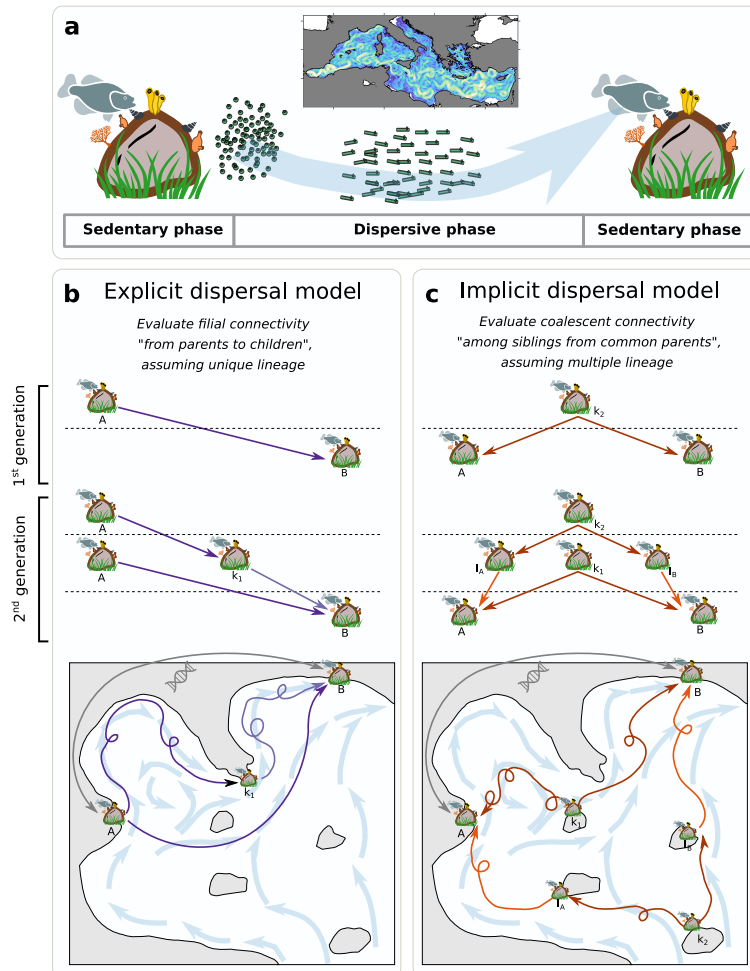 a
Sedentary phase
Dispersive phase
Sedentary phase
b Explicit dispersal model
Evaluate filial connectivity
"from parents to children",
assuming unique lineage
c Implicit dispersal model
Evaluate coalescent connectivity
"among siblings from common parents",
assuming multiple lineage
1st generation
A
B
k2
A
B
2nd generation
A
A
k1
B
k2
IA
k1
IB
A
B
B
k1
A
B
A
k1
IB
IA
k2